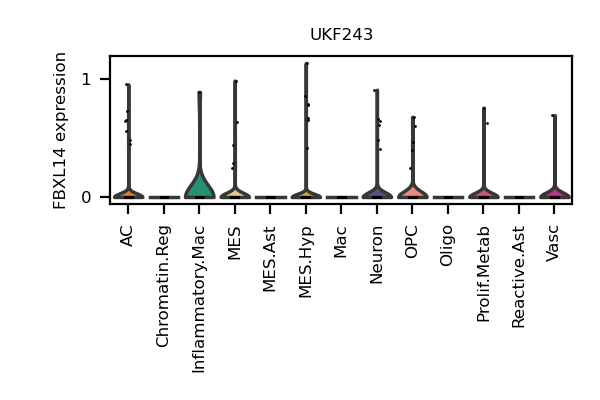 UKF243
FBXL14 expression
1
0
AC
Chromatin.Reg
Inflammatory.Mac
MES
MES.Ast
MES.Hyp
Mac
Neuron
OPC
Oligo
Prolif.Metab
Reactive.Ast
Vasc